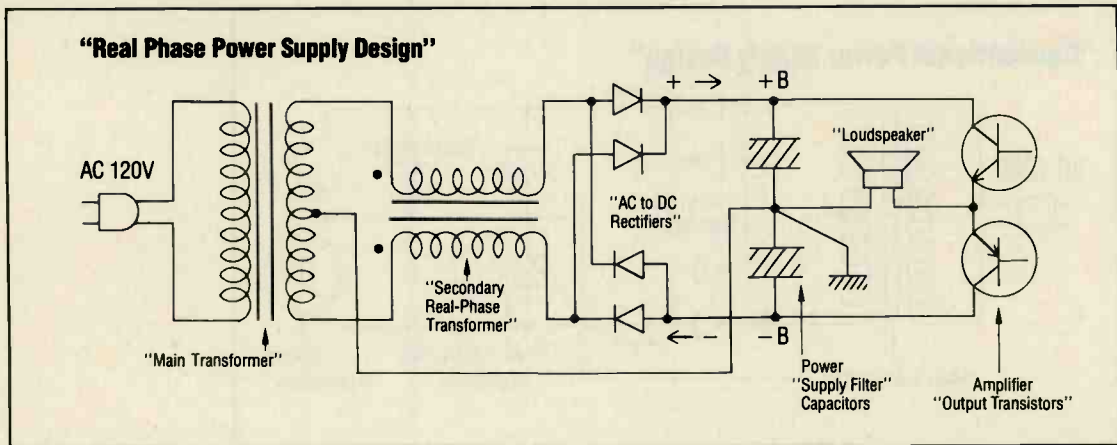 "Real Phase Power Supply Design"
AC 120V
"Main Transformer"
"Secondary
Real-Phase
Transformer"
"AC to DC
Rectifiers"
+ →
+B
← -
-B
"Loudspeaker"
Power
"Supply Filter"
Capacitors
Amplifier
"Output Transistors"